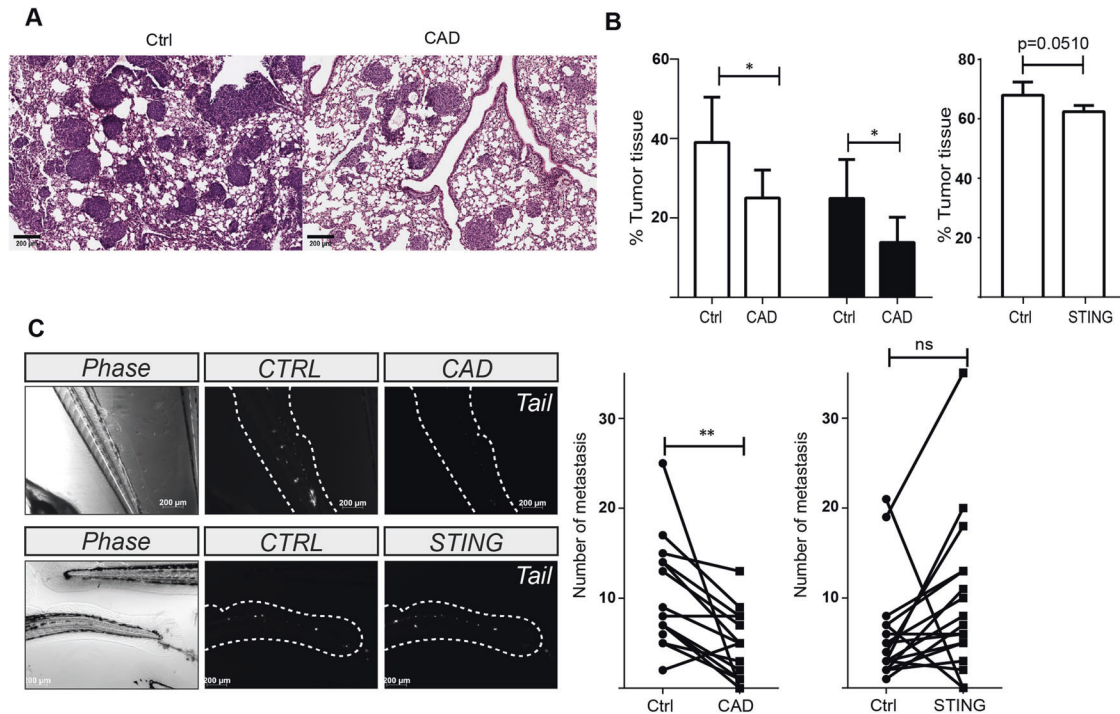 A
Ctrl
CAD
200 µm
200 µm
B
% Tumor tissue
60
40
20
*
*
Ctrl
CAD
Ctrl
CAD
% Tumor tissue
80
60
40
20
p=0.0510
Ctrl
STING
C
Phase
CTRL
CAD
Tail
200 µm
200 µm
200 µm
Phase
CTRL
STING
Tail
200 µm
200 µm
200 µm
Number of metastasis
30
20
10
**
Ctrl
CAD
Number of metastasis
30
20
10
ns
Ctrl
STING